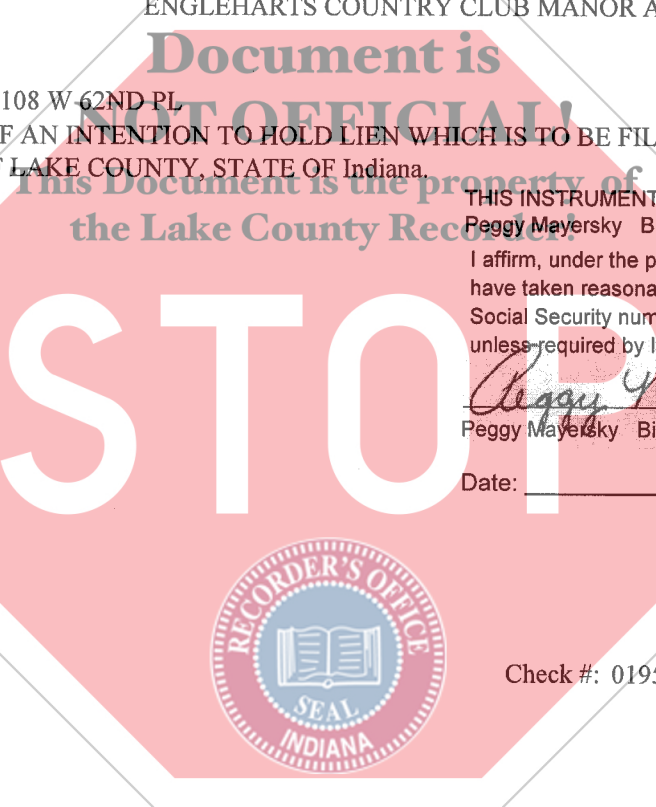 ENGLEHARTS COUNTRY CLUB MANOR A
Document is
108 W 62ND PL
NOT OFFICIAL!
F AN INTENTION TO HOLD LIEN WHICH IS TO BE FIL
LAKE COUNTY, STATE OF Indiana.
This Document is the property of
the Lake County Recorder!
THIS INSTRUMENT
Peggy Mayersky B
I affirm, under the p
have taken reasona
Social Security num
unless required by l
Peggy
Peggy Mayersky Bi
Date:
STOP
RECORDER'S OFFICE
SEAL
INDIANA
Check #: 0195